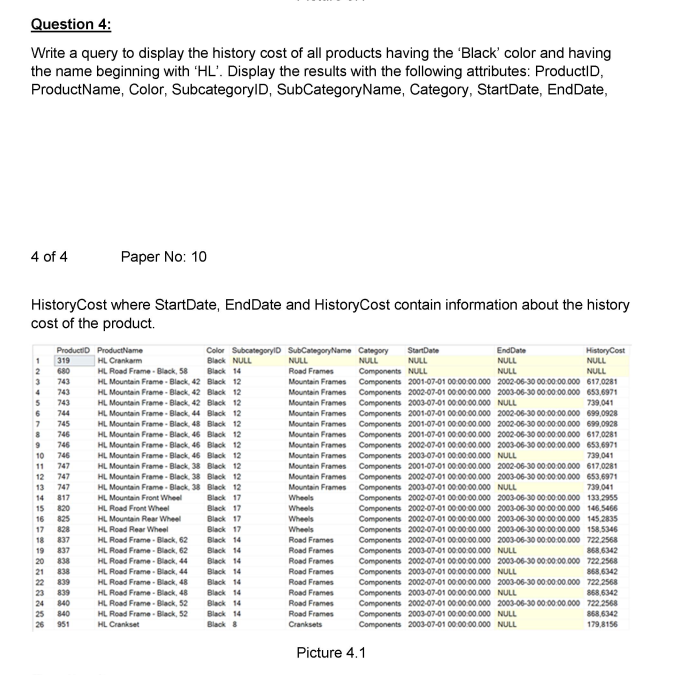 Question 4:
Write a query to display the history cost of all products having the ‘Black’ color and having
the name beginning with ‘HL’. Display the results with the following attributes: ProductID,
ProductName, Color, SubcategoryID, SubCategoryName, Category, StartDate, EndDate,
4 of 4 Paper No: 10
HistoryCost where StartDate, EndDate and HistoryCost contain information about the history
cost of the product.
ProductID ProductName Color SubcategoryID SubCategoryName Category StartDate EndDate HistoryCost
1 319 HL Crankarm Black NULL NULL NULL NULL NULL NULL
2 680 HL Road Frame - Black, 58 Black 14 Road Frames Components NULL NULL NULL
3 743 HL Mountain Frame - Black, 42 Black 12 Mountain Frames Components 2001-07-01 00:00:00.000 2002-06-30 00:00:00.000 617,0281
4 743 HL Mountain Frame - Black, 42 Black 12 Mountain Frames Components 2002-07-01 00:00:00.000 2003-06-30 00:00:00.000 653,6971
5 743 HL Mountain Frame - Black, 42 Black 12 Mountain Frames Components 2003-07-01 00:00:00.000 NULL 739,041
6 744 HL Mountain Frame - Black, 44 Black 12 Mountain Frames Components 2001-07-01 00:00:00.000 2002-06-30 00:00:00.000 699,0928
7 745 HL Mountain Frame - Black, 48 Black 12 Mountain Frames Components 2001-07-01 00:00:00.000 2002-06-30 00:00:00.000 699,0928
8 746 HL Mountain Frame - Black, 46 Black 12 Mountain Frames Components 2001-07-01 00:00:00.000 2002-06-30 00:00:00.000 617,0281
9 746 HL Mountain Frame - Black, 46 Black 12 Mountain Frames Components 2002-07-01 00:00:00.000 2003-06-30 00:00:00.000 653,6971
10 746 HL Mountain Frame - Black, 46 Black 12 Mountain Frames Components 2003-07-01 00:00:00.000 NULL 739,041
11 747 HL Mountain Frame - Black, 38 Black 12 Mountain Frames Components 2001-07-01 00:00:00.000 2002-06-30 00:00:00.000 617,0281
12 747 HL Mountain Frame - Black, 38 Black 12 Mountain Frames Components 2002-07-01 00:00:00.000 2003-06-30 00:00:00.000 653,6971
13 747 HL Mountain Frame - Black, 38 Black 12 Mountain Frames Components 2003-07-01 00:00:00.000 NULL 739,041
14 817 HL Mountain Front Wheel Black 17 Wheels Components 2002-07-01 00:00:00.000 2003-06-30 00:00:00.000 133,2955
15 820 HL Road Front Wheel Black 17 Wheels Components 2002-07-01 00:00:00.000 2003-06-30 00:00:00.000 146,5466
16 825 HL Mountain Rear Wheel Black 17 Wheels Components 2002-07-01 00:00:00.000 2003-06-30 00:00:00.000 145,2835
17 828 HL Road Rear Wheel Black 17 Wheels Components 2002-07-01 00:00:00.000 2003-06-30 00:00:00.000 158,5346
18 837 HL Road Frame - Black, 62 Black 14 Road Frames Components 2002-07-01 00:00:00.000 2003-06-30 00:00:00.000 722,2568
19 837 HL Road Frame - Black, 62 Black 14 Road Frames Components 2003-07-01 00:00:00.000 NULL 868,6342
20 838 HL Road Frame - Black, 44 Black 14 Road Frames Components 2002-07-01 00:00:00.000 2003-06-30 00:00:00.000 722,2568
21 838 HL Road Frame - Black, 44 Black 14 Road Frames Components 2003-07-01 00:00:00.000 NULL 868,6342
22 839 HL Road Frame - Black, 48 Black 14 Road Frames Components 2002-07-01 00:00:00.000 2003-06-30 00:00:00.000 722,2568
23 839 HL Road Frame - Black, 48 Black 14 Road Frames Components 2003-07-01 00:00:00.000 NULL 868,6342
24 840 HL Road Frame - Black, 52 Black 14 Road Frames Components 2002-07-01 00:00:00.000 2003-06-30 00:00:00.000 722,2568
25 840 HL Road Frame - Black, 52 Black 14 Road Frames Components 2003-07-01 00:00:00.000 NULL 868,6342
26 951 HL Crankset Black 8 Cranksets Components 2003-07-01 00:00:00.000 NULL 179,8156
Picture 4.1